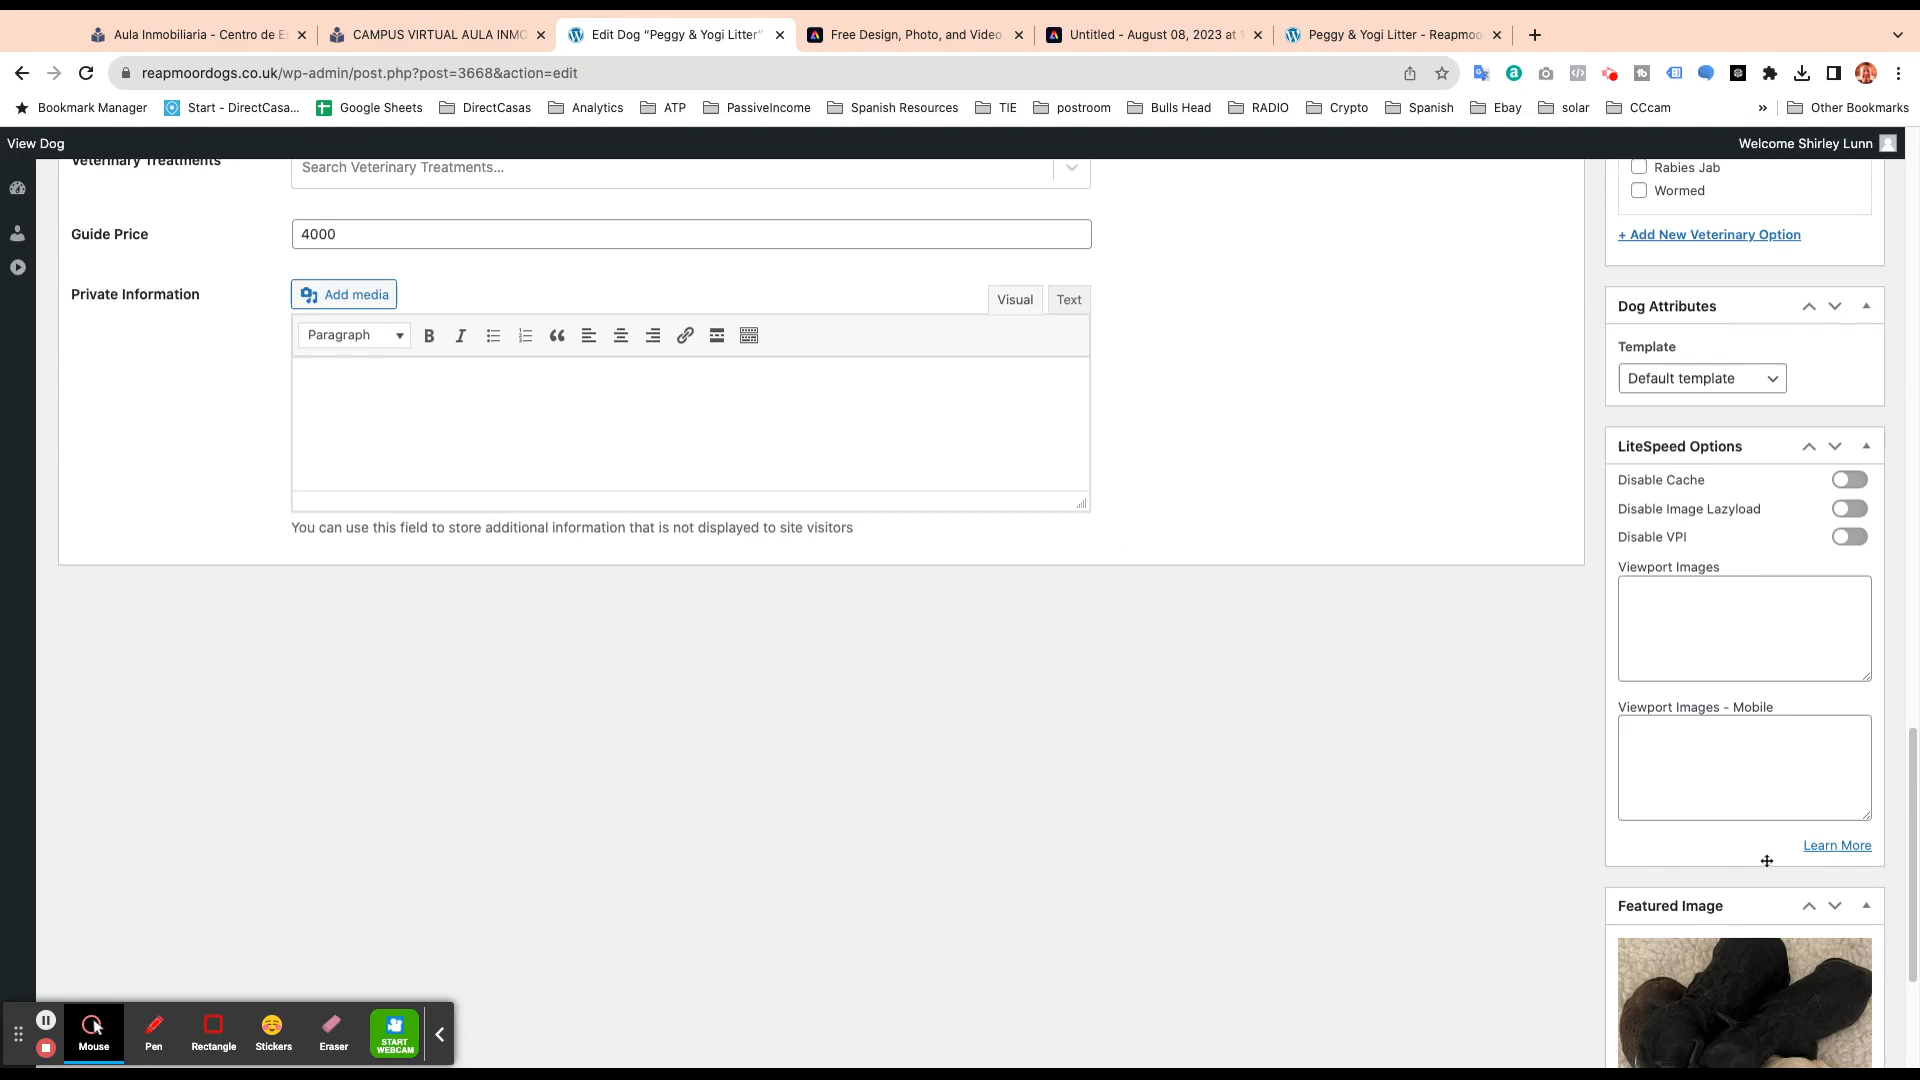 Aula Inmobiliaria - Centro de E
CAMPUS VIRTUAL AULA INMO
Edit Dog “Peggy & Yogi Litter”
Free Design, Photo, and Video
Untitled - August 08, 2023 at 1
Peggy & Yogi Litter - Reapmoo
reapmoordogs.co.uk/wp-admin/post.php?post=3668&action=edit
Bookmark Manager
Start - DirectCasa...
Google Sheets
DirectCasas
Analytics
ATP
PassiveIncome
Spanish Resources
TIE
postroom
Bulls Head
RADIO
Crypto
Spanish
Ebay
solar
CCcam
»
Other Bookmarks
View Dog
Welcome Shirley Lunn
Veterinary Treatments
Search Veterinary Treatments...
Guide Price
4000
Private Information
Add media
Visual
Text
Paragraph
You can use this field to store additional information that is not displayed to site visitors
Rabies Jab
Wormed
+ Add New Veterinary Option
Dog Attributes
Template
Default template
LiteSpeed Options
Disable Cache
Disable Image Lazyload
Disable VPI
Viewport Images
Viewport Images - Mobile
Learn More
Featured Image
Mouse
Pen
Rectangle
Stickers
Eraser
START
WEBCAM